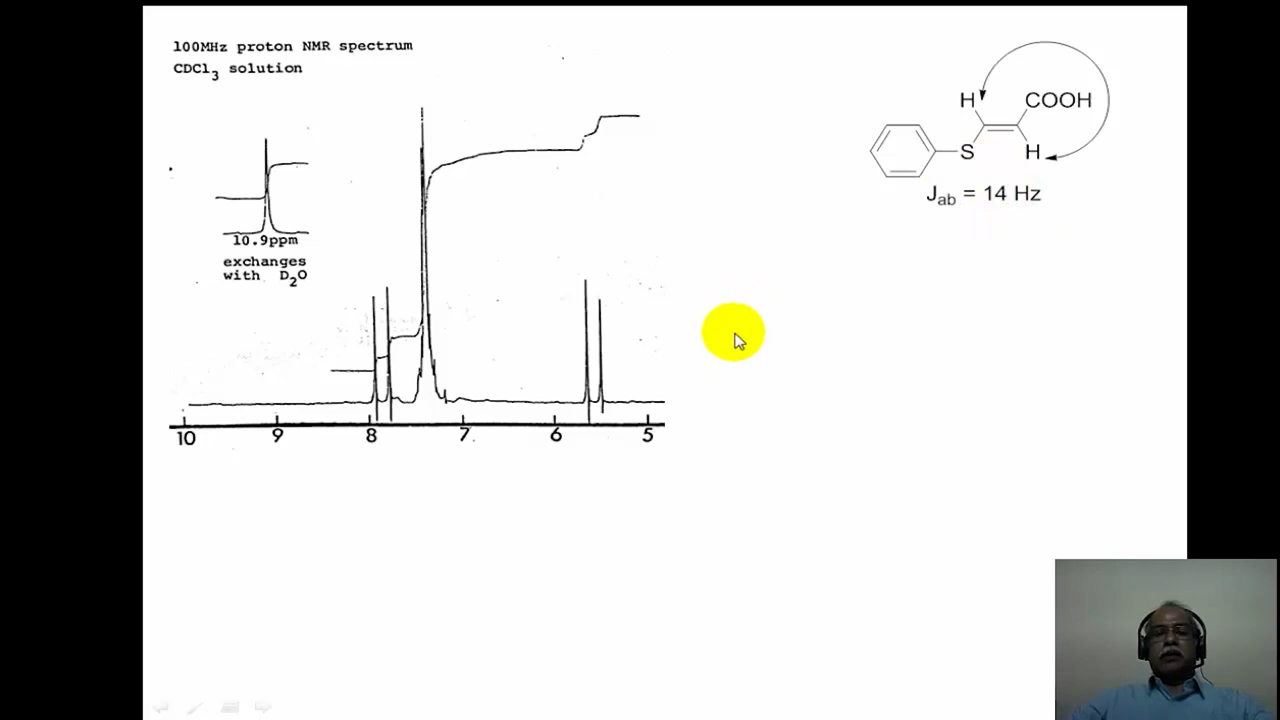 100MHz proton NMR spectrum
CDCl3 solution
10.9ppm
exchanges
with D2O
10 9 8 7 6 5
H COOH
S H
Jab = 14 Hz